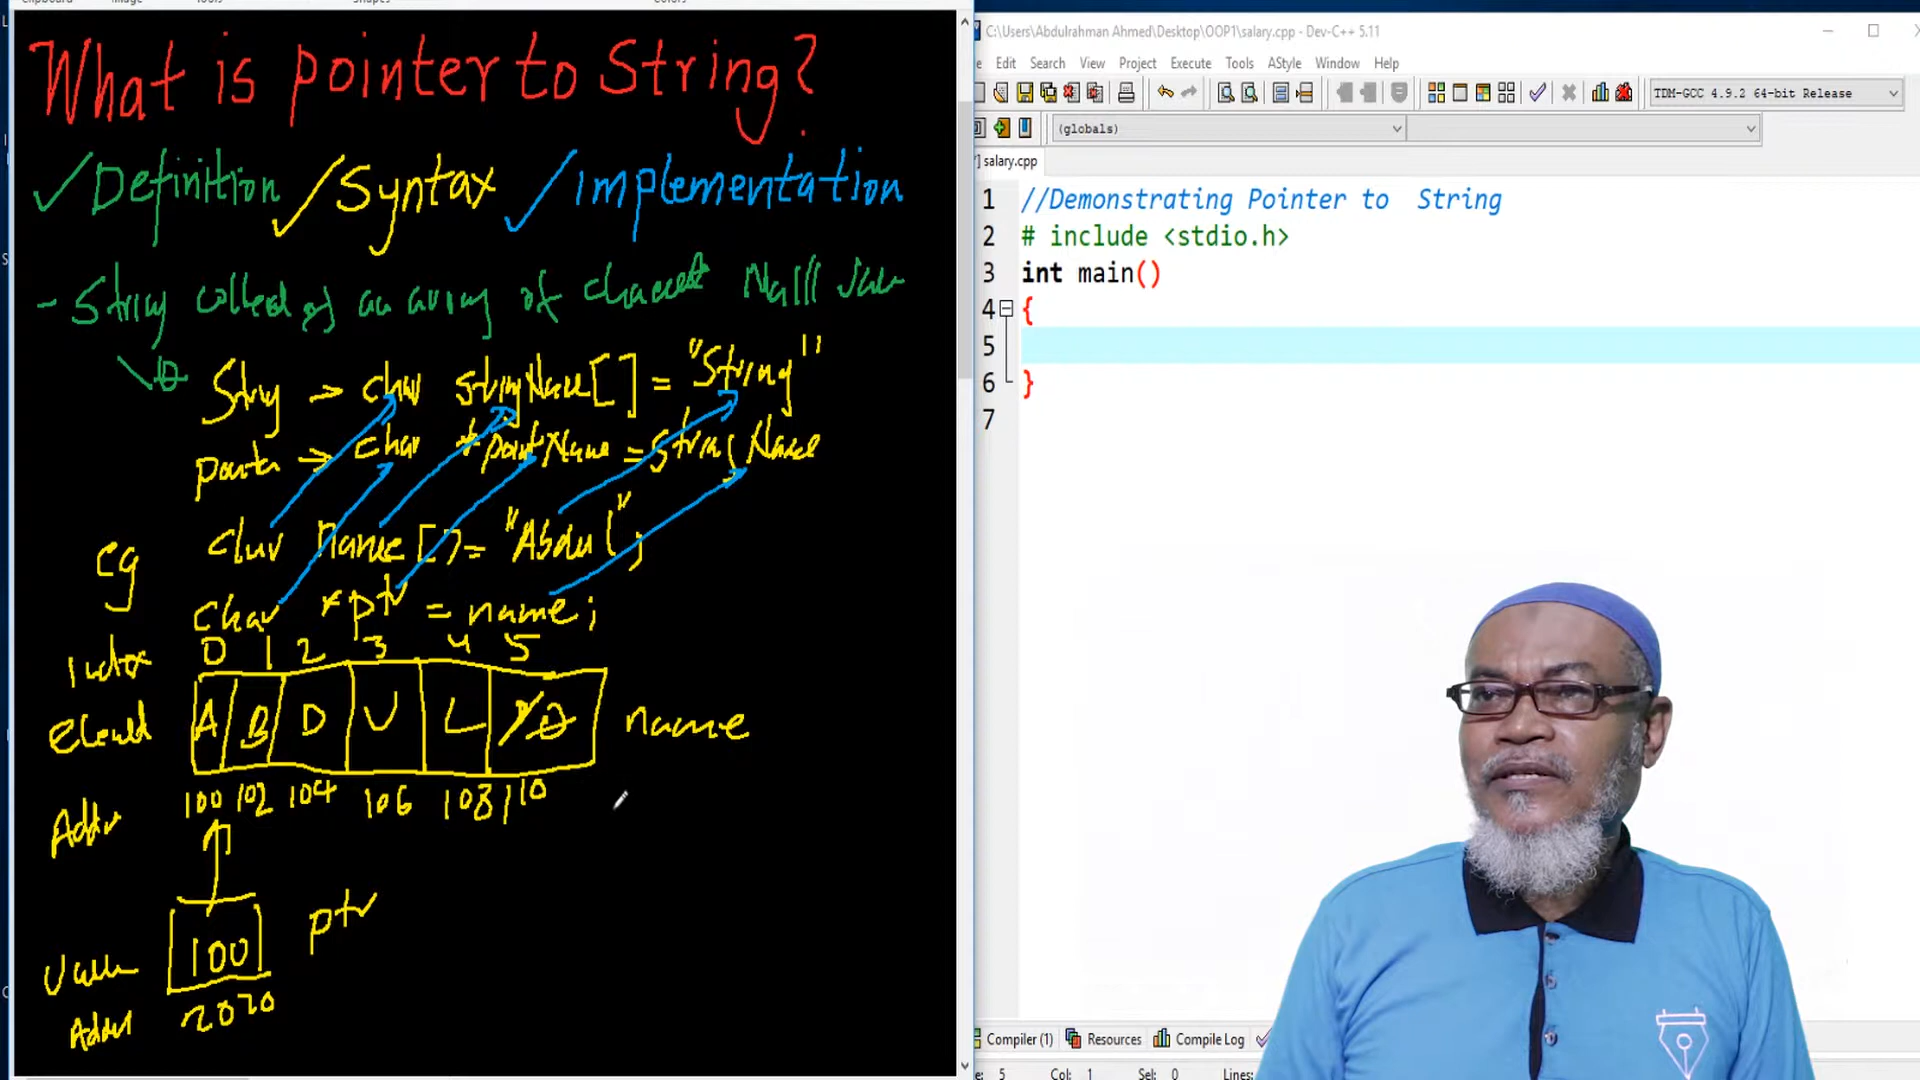 What is pointer to String?
✓Definition ✓Syntax ✓Implementation
- String of an array of
→ char stringName[] = "String"
→ char *pointName = stringName
eg char name[] = "Abdul";
char *ptr = name;
0 1 2 3 4 5
A B D U L \0 name
100 102 104 106 108 110
Addr
100 ptr
2020
C:\Users\Abdulrahman Ahmed\Desktop\OOP1\salary.cpp - Dev-C++ 5.11
Edit Search View Project Execute Tools AStyle Window Help
TDM-GCC 4.9.2 64-bit Release
(globals)
salary.cpp
1 //Demonstrating Pointer to String
2 # include <stdio.h>
3 int main()
4 {
5
6 }
7
Compiler (1) Resources Compile Log
5 Col: 1 Sel: 0 Lines: